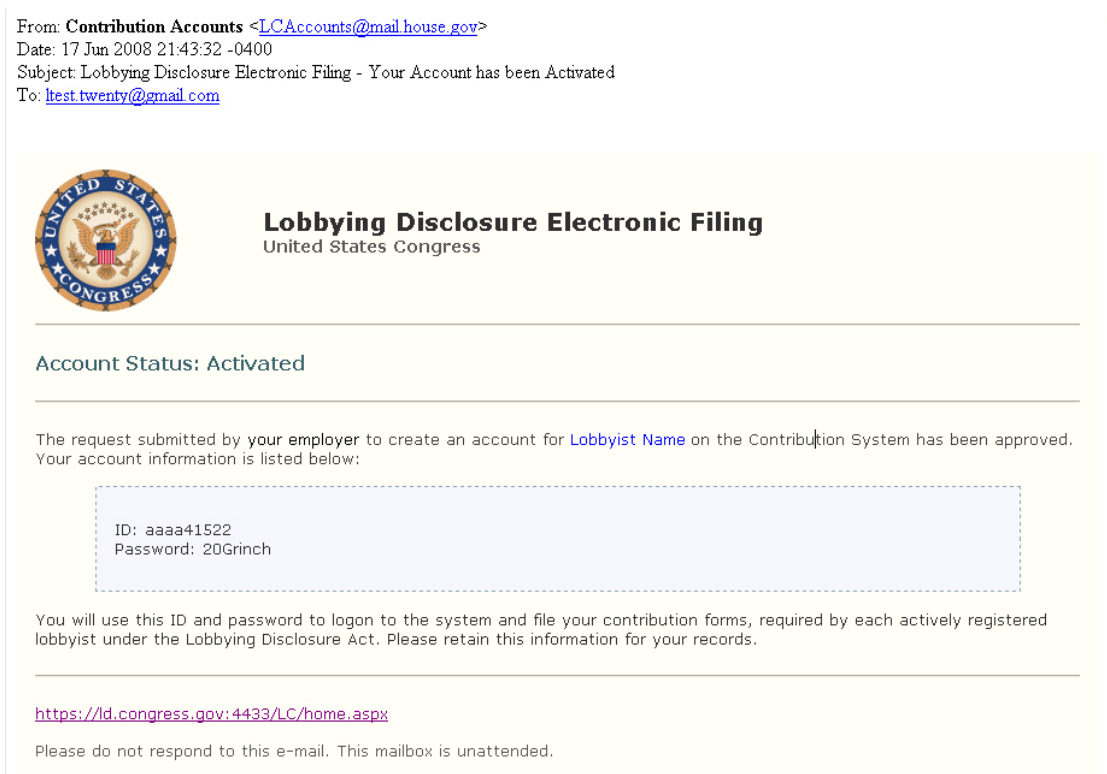 From: Contribution Accounts <LCAccounts@mail.house.gov>
Date: 17 Jun 2008 21:43:32 -0400
Subject: Lobbying Disclosure Electronic Filing - Your Account has been Activated
To: ltest.twenty@gmail.com
UNITED STATES
CONGRESS
Lobbying Disclosure Electronic Filing
United States Congress
Account Status: Activated
The request submitted by your employer to create an account for Lobbyist Name on the Contribution System has been approved.
Your account information is listed below:
ID: aaaa41522
Password: 20Grinch
You will use this ID and password to logon to the system and file your contribution forms, required by each actively registered
lobbyist under the Lobbying Disclosure Act. Please retain this information for your records.
https://ld.congress.gov:4433/LC/home.aspx
Please do not respond to this e-mail. This mailbox is unattended.